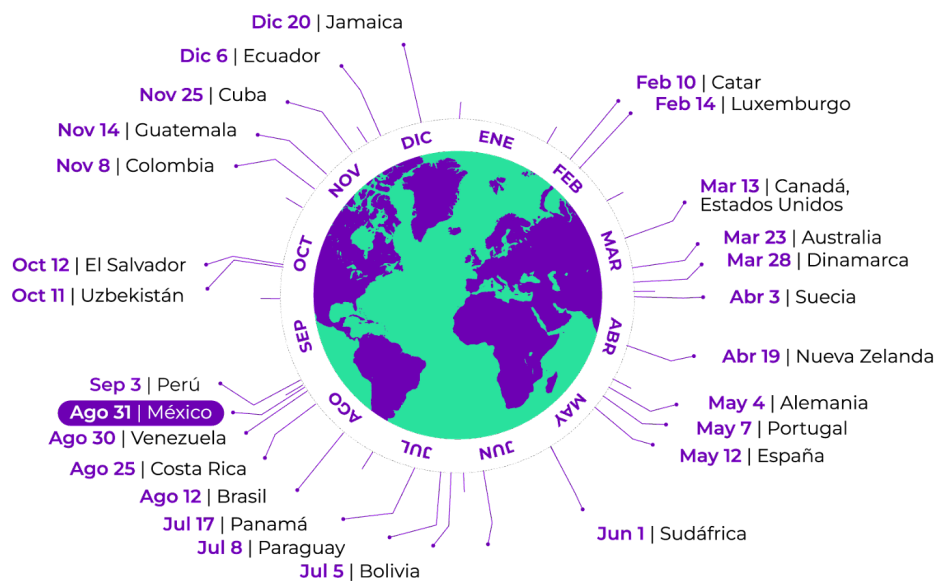 Dic 20 | Jamaica
Dic 6 | Ecuador
Nov 25 | Cuba
Nov 14 | Guatemala
Nov 8 | Colombia
Oct 12 | El Salvador
Oct 11 | Uzbekistán
Sep 3 | Perú
Ago 31 | México
Ago 30 | Venezuela
Ago 25 | Costa Rica
Ago 12 | Brasil
Jul 17 | Panamá
Jul 8 | Paraguay
Jul 5 | Bolivia
Feb 10 | Catar
Feb 14 | Luxemburgo
Mar 13 | Canadá,
Estados Unidos
Mar 23 | Australia
Mar 28 | Dinamarca
Abr 3 | Suecia
Abr 19 | Nueva Zelanda
May 4 | Alemania
May 7 | Portugal
May 12 | España
Jun 1 | Sudáfrica
ENE
FEB
MAR
ABR
MAY
JUN
JUL
AGO
SEP
OCT
NOV
DIC